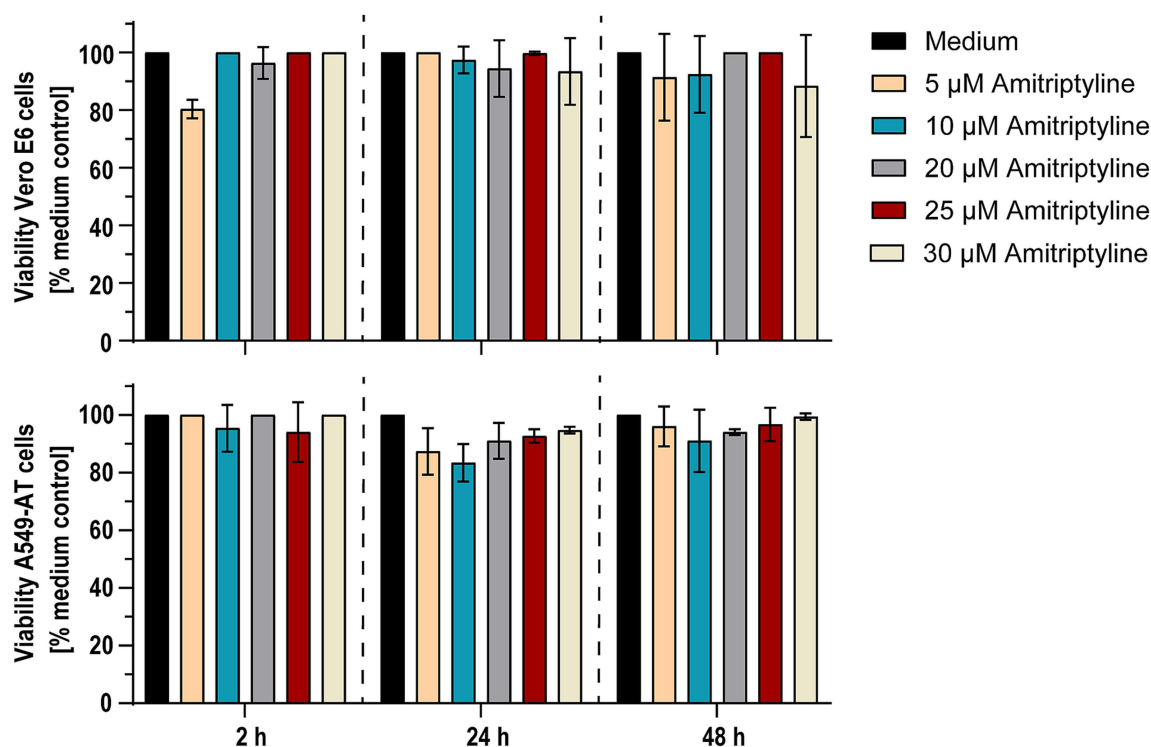 Viability Vero E6 cells
[% medium control]
100
80
60
40
20
0
Medium
5 µM Amitriptyline
10 µM Amitriptyline
20 µM Amitriptyline
25 µM Amitriptyline
30 µM Amitriptyline
Viability A549-AT cells
[% medium control]
100
80
60
40
20
0
2 h
24 h
48 h